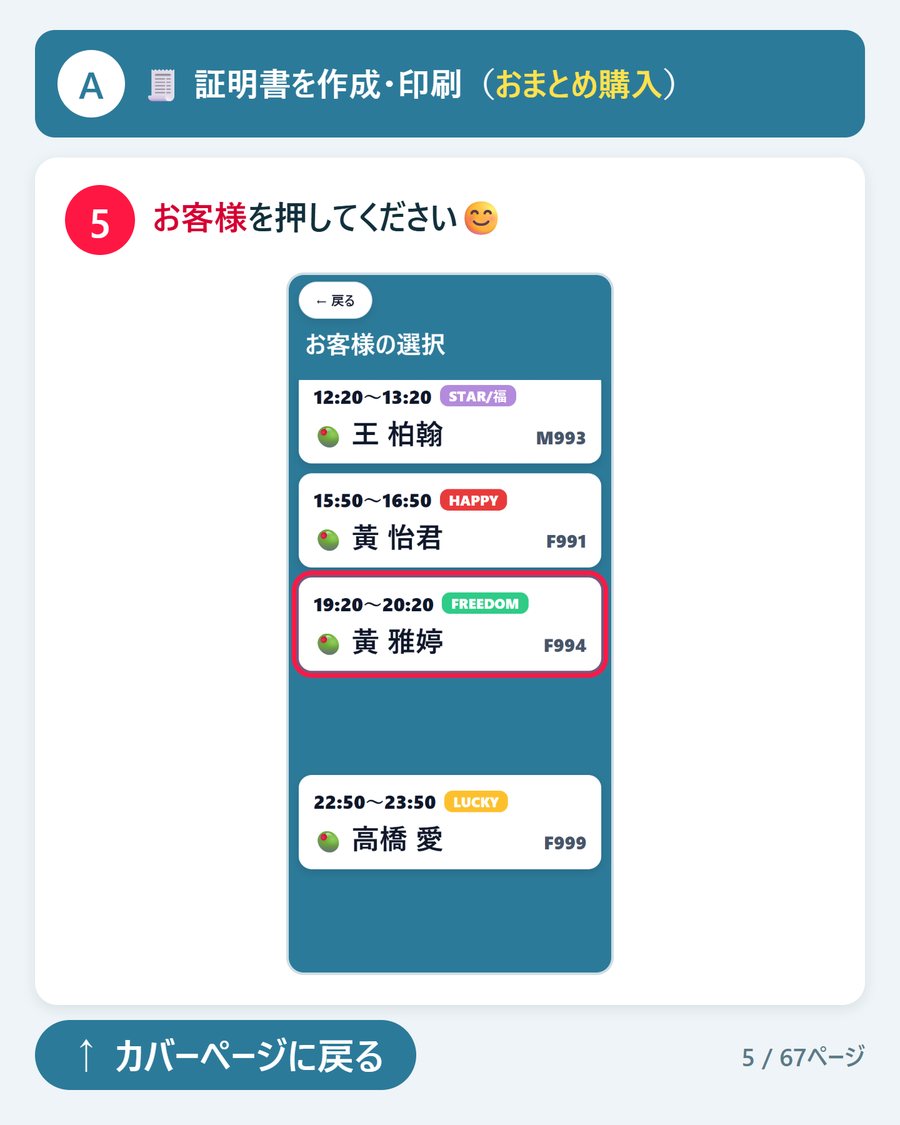 A 証明書を作成・印刷（おまとめ購入）
5 お客様を押してください
← 戻る
お客様の選択
12:20～13:20 STAR/福
王 柏翰 M993
15:50～16:50 HAPPY
黃 怡君 F991
19:20～20:20 FREEDOM
黃 雅婷 F994
22:50～23:50 LUCKY
高橋 愛 F999
↑ カバーページに戻る
5 / 67ページ